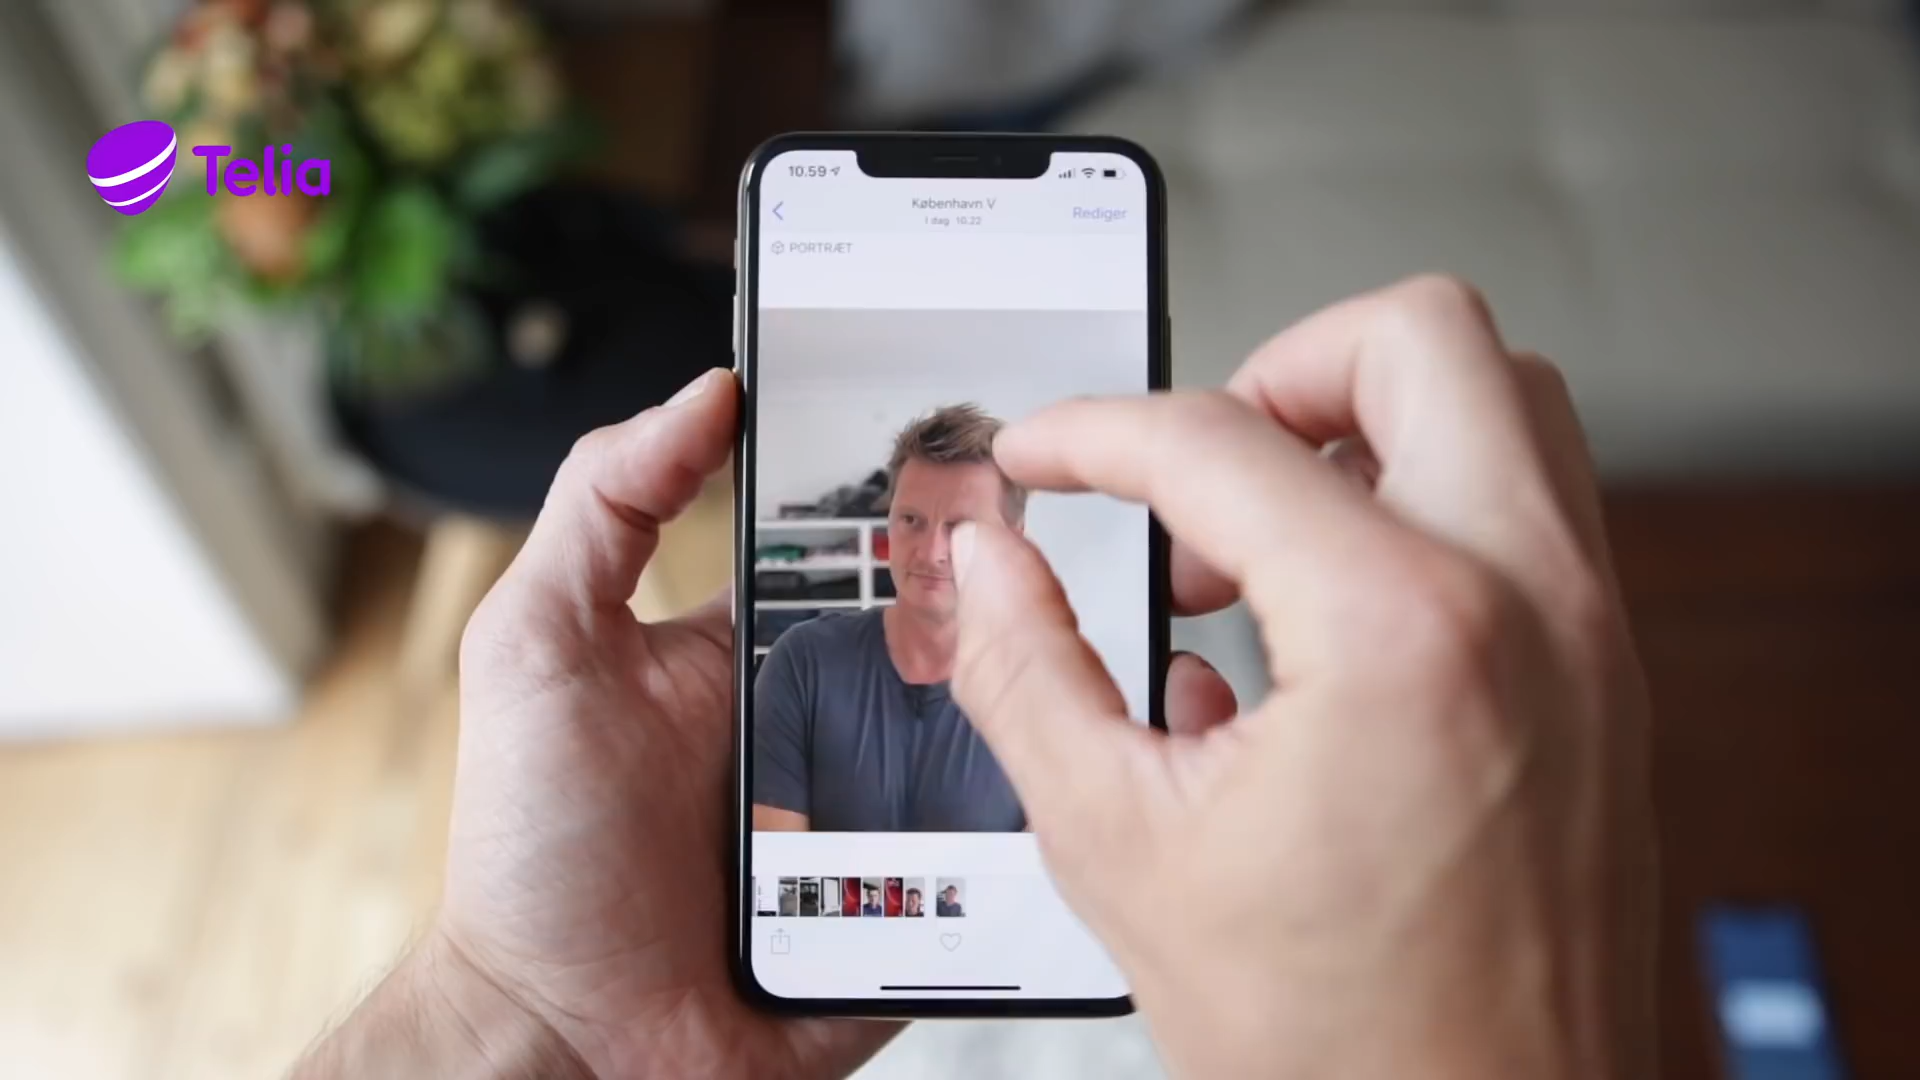 Telia
10.59
København V
I dag 10.22
Rediger
PORTRÆT